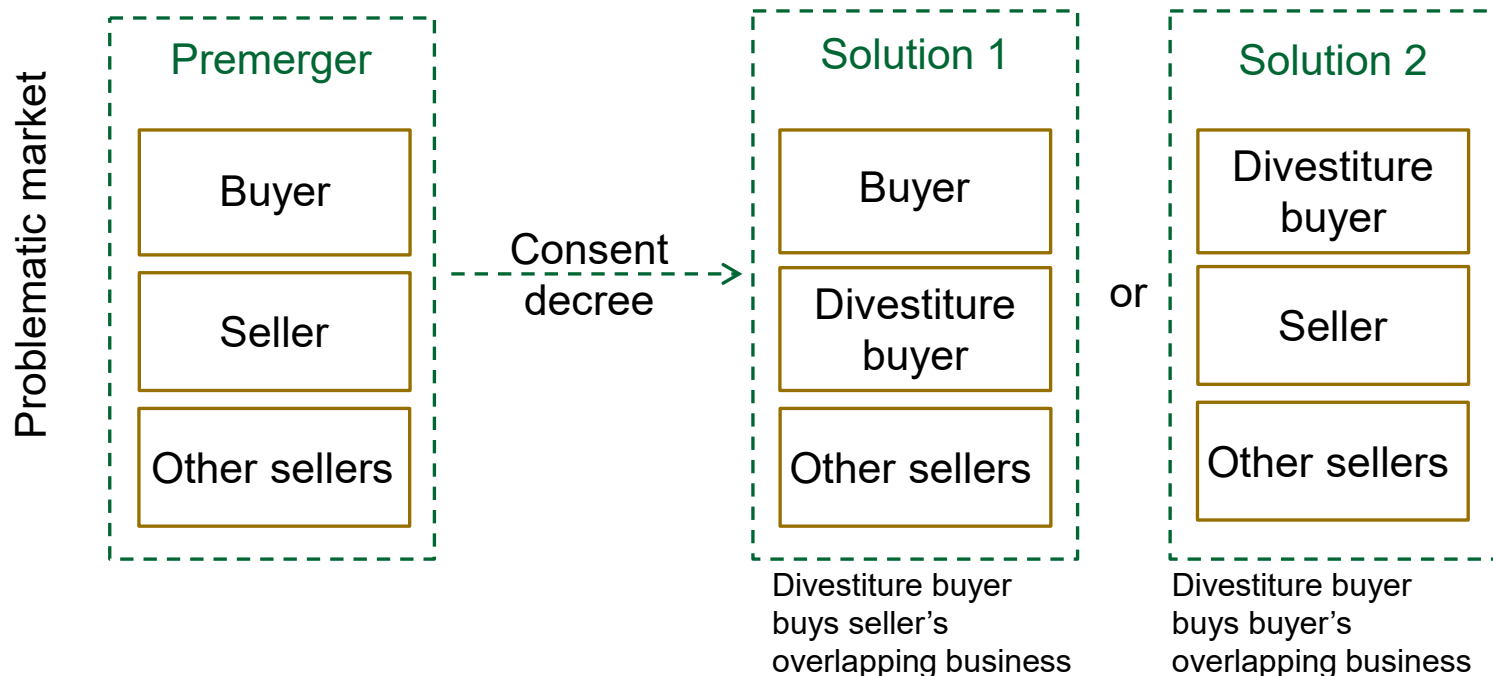 Problematic market
Premerger
Buyer
Seller
Other sellers
Consent
decree
Solution 1
Buyer
Divestiture
buyer
Other sellers
Divestiture buyer
buys seller’s
overlapping business
or
Solution 2
Divestiture
buyer
Seller
Other sellers
Divestiture buyer
buys buyer’s
overlapping business